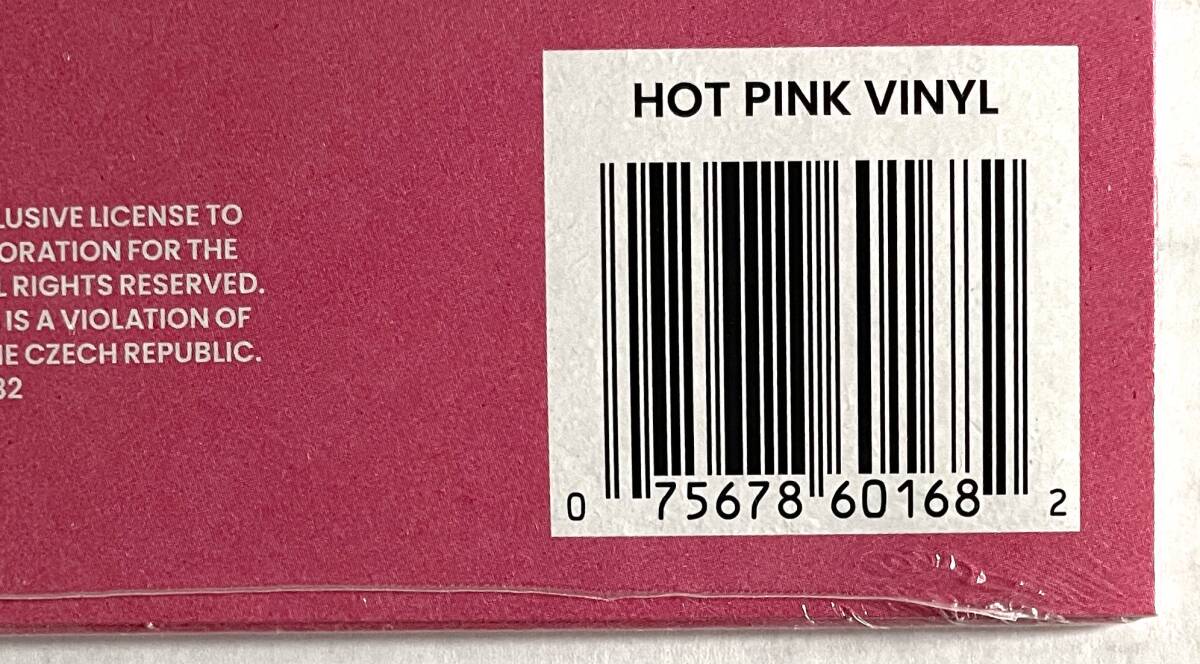 LUSIVE LICENSE TO
ORATION FOR THE
L RIGHTS RESERVED.
IS A VIOLATION OF
E CZECH REPUBLIC.
32
HOT PINK VINYL
0 75678 60168 2